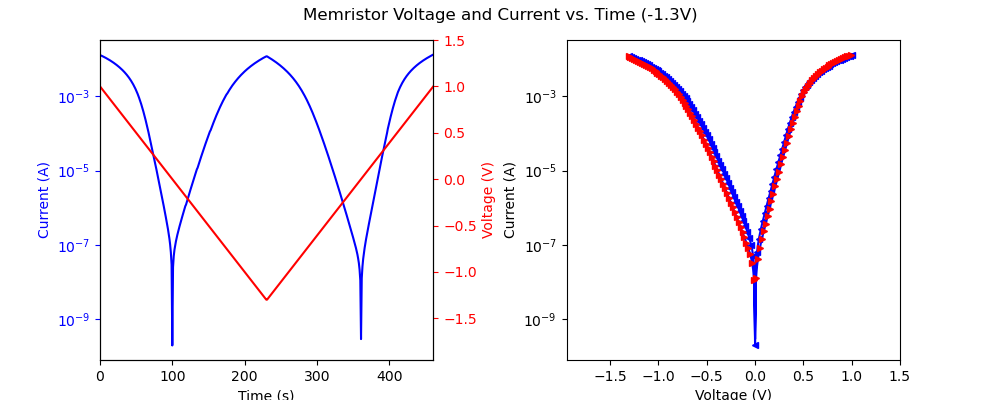 Memristor Voltage and Current vs. Time (-1.3V)
Current (A)
10⁻³
10⁻⁵
10⁻⁷
10⁻⁹
0 100 200 300 400
Time (s)
1.5
1.0
0.5
0.0
−0.5
−1.0
−1.5
Voltage (V)
Current (A)
10⁻³
10⁻⁵
10⁻⁷
10⁻⁹
−1.5 −1.0 −0.5 0.0 0.5 1.0 1.5
Voltage (V)